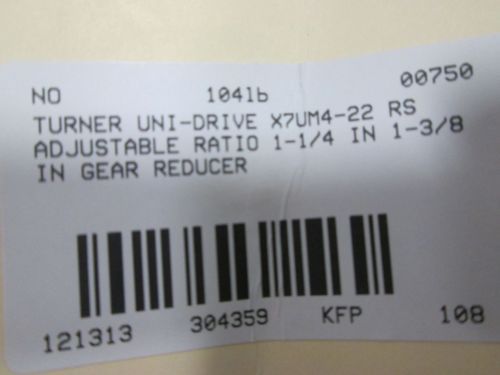 NO 104lb 00750
TURNER UNI-DRIVE X7UM4-22 RS
ADJUSTABLE RATIO 1-1/4 IN 1-3/8
IN GEAR REDUCER
121313 304359 KFP 108